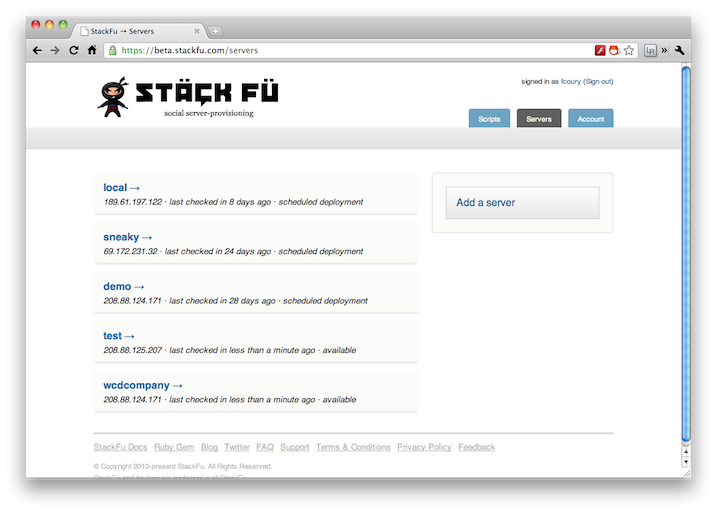 StackFu → Servers
https://beta.stackfu.com/servers
LR
»
STÄÇK FÜ
social server-provisioning
signed in as fcoury (Sign out)
Scripts Servers Account
local →
189.61.197.122 · last checked in 8 days ago · scheduled deployment
Add a server
sneaky →
69.172.231.32 · last checked in 24 days ago · scheduled deployment
demo →
208.88.124.171 · last checked in 28 days ago · scheduled deployment
test →
208.88.125.207 · last checked in less than a minute ago · available
wcdcompany →
208.88.124.171 · last checked in less than a minute ago · available
StackFu Docs Ruby Gem Blog Twitter FAQ Support Terms & Conditions Privacy Policy Feedback
© Copyright 2010-present StackFu. All Rights Reserved.